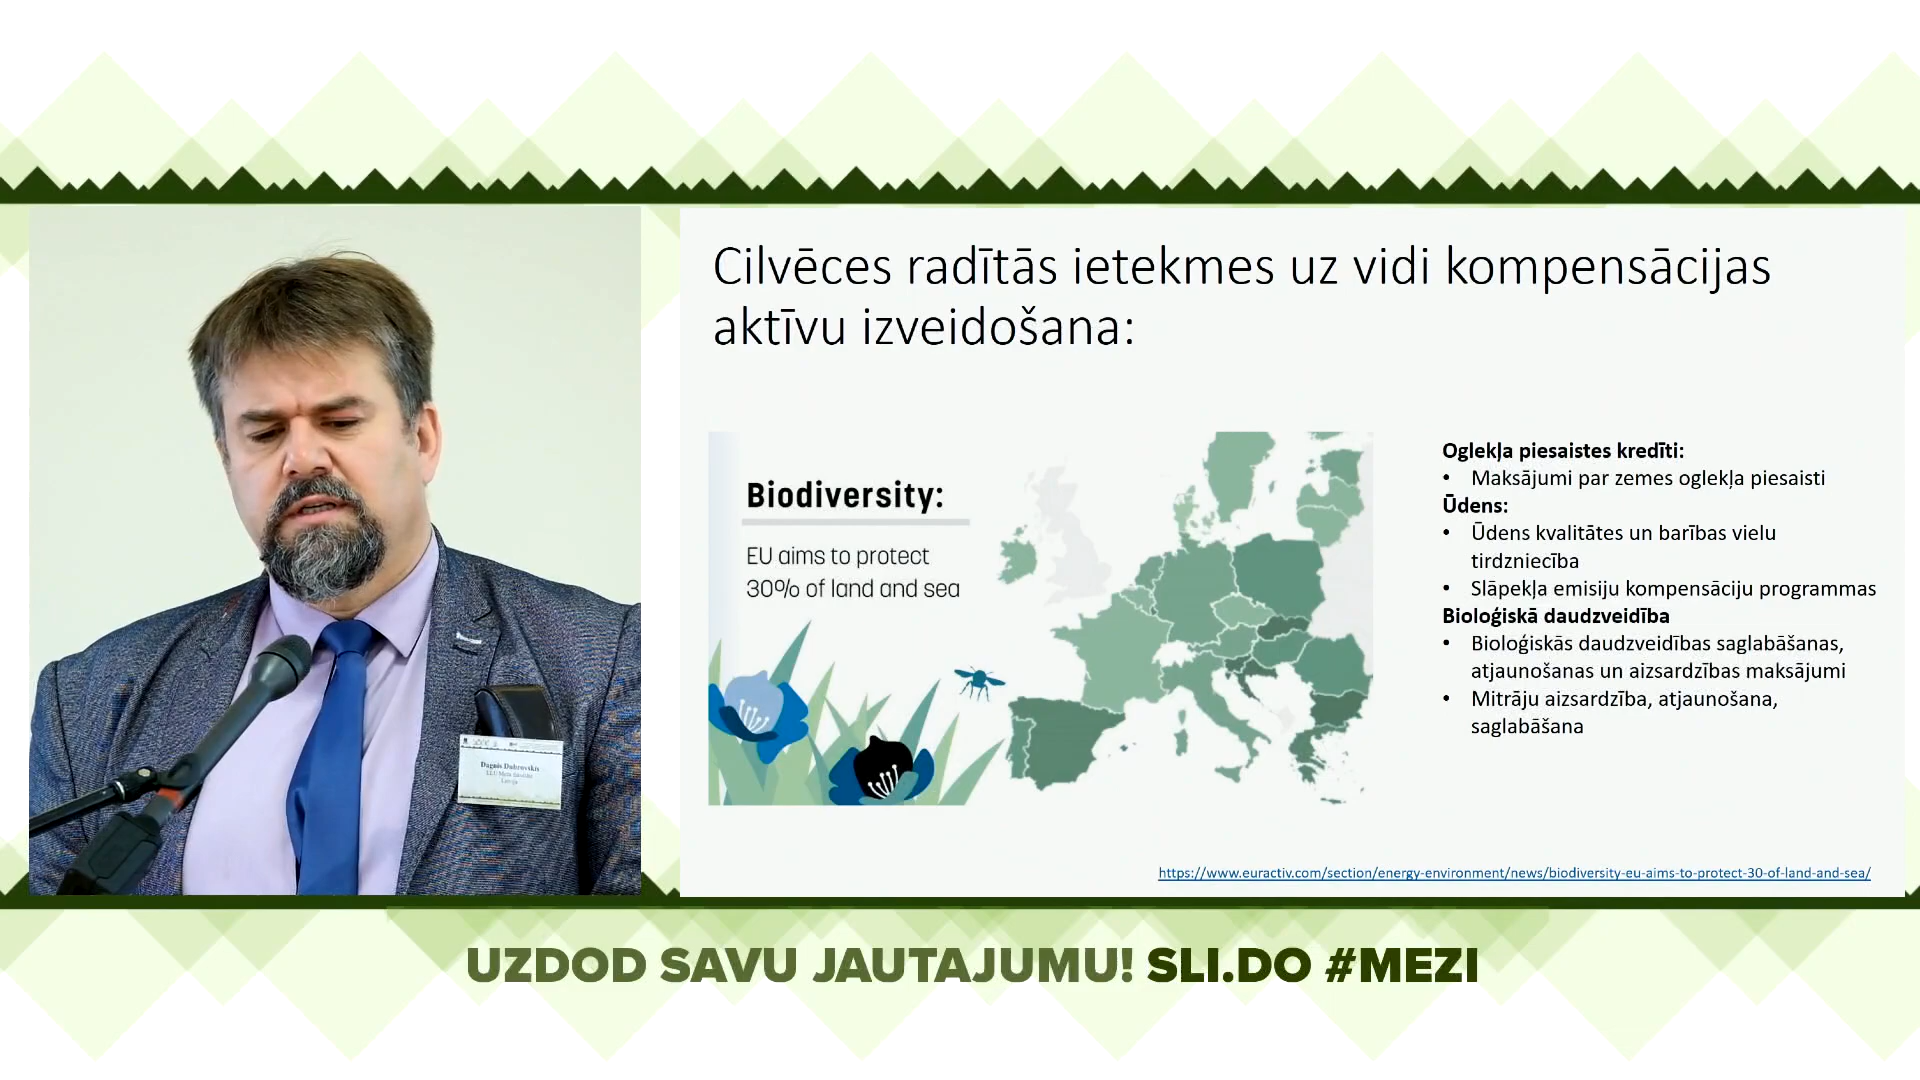 Cilvēces radītās ietekmes uz vidi kompensācijas
aktīvu izveidošana:
Biodiversity:
EU aims to protect
30% of land and sea
Oglekļa piesaistes kredīti:
• Maksājumi par zemes oglekļa piesaisti
Ūdens:
• Ūdens kvalitātes un barības vielu
tirdzniecība
• Slāpekļa emisiju kompensāciju programmas
Bioloģiskā daudzveidība
• Bioloģiskās daudzveidības saglabāšanas,
atjaunošanas un aizsardzības maksājumi
• Mitrāju aizsardzība, atjaunošana,
saglabāšana
https://www.euractiv.com/section/energy-environment/news/biodiversity-eu-aims-to-protect-30-of-land-and-sea/
Dagnis Dubrovskis
Latvija
UZDOD SAVU JAUTAJUMU! SLI.DO #MEZI